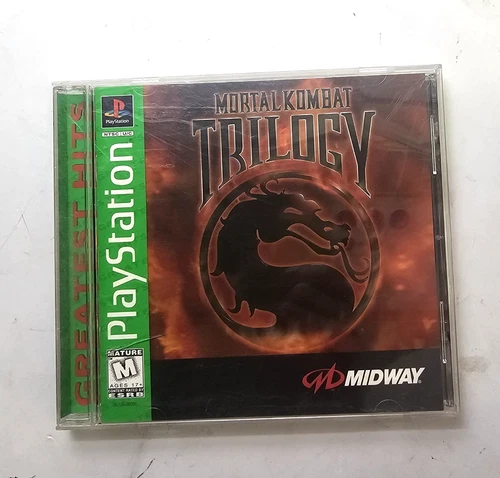 GREATEST HITS
PlayStation
NTSC U/C
PlayStation
MATURE
M
AGES 17+
CONTENT RATED BY
ESRB
MORTAL KOMBAT
TRILOGY
MIDWAY